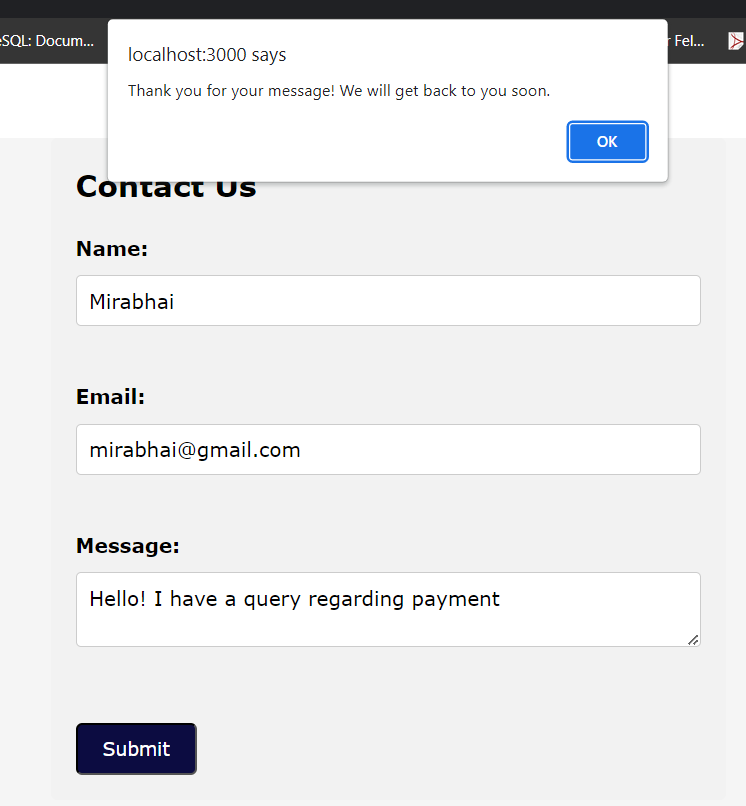 eSQL: Docum...
r Fel...
localhost:3000 says
Thank you for your message! We will get back to you soon.
OK
Contact Us
Name:
Mirabhai
Email:
mirabhai@gmail.com
Message:
Hello! I have a query regarding payment
Submit